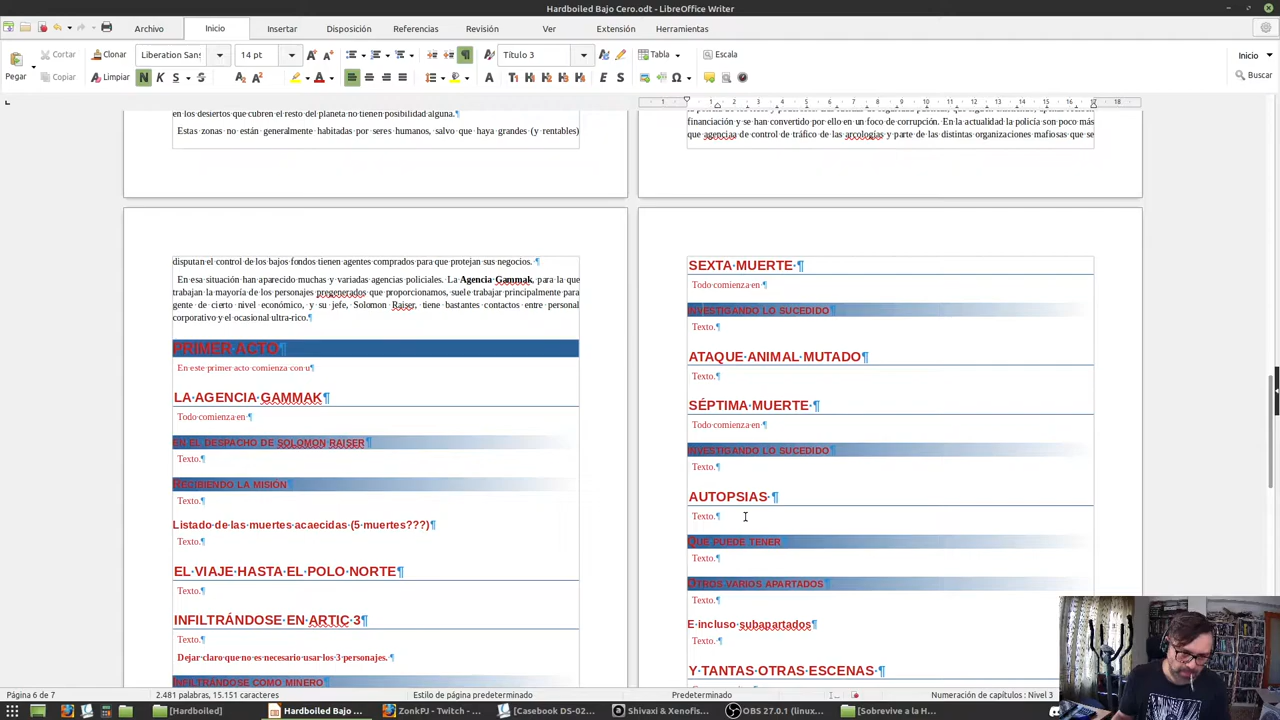 Hardboiled Bajo Cero.odt - LibreOffice Writer
Archivo Inicio Insertar Disposición Referencias Revisión Ver Extensión Herramientas
Pegar
Cortar
Copiar
Clonar
Limpiar
Liberation Sans
14 pt
Título 3
Tabla
Escala
Inicio
Buscar
en los desiertos que cubren el resto del planeta no tienen posibilidad alguna.¶
Estas zonas no están generalmente habitadas por seres humanos, salvo que haya grandes (y rentables)
financiación y se han convertido por ello en un foco de corrupción. En la actualidad la policía son poco más
que agenciaa de control de tráfico de las arcologías y parte de las distintas organizaciones mafiosas que se
disputan el control de los bajos fondos tienen agentes comprados para que protejan sus negocios. ¶
En esa situación han aparecido muchas y variadas agencias policiales. La Agencia Gammak, para la que
trabajan la mayoría de los personajes pregenerados que proporcionamos, suele trabajar principalmente para
gente de cierto nivel económico, y su jefe, Solomon Raiser, tiene bastantes contactos entre personal
corporativo y el ocasional ultra-rico.¶
PRIMER ACTO¶
En este primer acto comienza con u¶
LA AGENCIA GAMMAK¶
Todo comienza en ¶
EN EL DESPACHO DE SOLOMON RAISER¶
Texto.¶
RECIBIENDO LA MISION¶
Texto.¶
Listado de las muertes acaecidas (5 muertes???)¶
Texto.¶
EL VIAJE HASTA EL POLO NORTE¶
Texto.¶
INFILTRÁNDOSE EN ARTIC 3¶
Texto.¶
Dejar claro que no es necesario usar los 3 personajes. ¶
INFILTRÁNDOSE COMO MINERO¶
SEXTA MUERTE ¶
Todo comienza en ¶
INVESTIGANDO LO SUCEDIDO¶
Texto.¶
ATAQUE ANIMAL MUTADO¶
Texto.¶
SÉPTIMA MUERTE ¶
Todo comienza en ¶
INVESTIGANDO LO SUCEDIDO¶
Texto.¶
AUTOPSIAS ¶
Texto.¶
QUE PUEDE TENER¶
Texto.¶
OTROS VARIOS APARTADOS¶
Texto.¶
E incluso subapartados¶
Texto. ¶
Y TANTAS OTRAS ESCENAS ¶
Página 6 de 7 2.481 palabras, 15.151 caracteres Estilo de página predeterminado Predeterminado Numeración de capítulos : Nivel 3
[Hardboiled] Hardboiled Bajo ... ZonkPJ - Twitch - ... [Casebook DS-02... Shivaxi & Xenofis... OBS 27.0.1 (linux... [Sobrevive a la H...